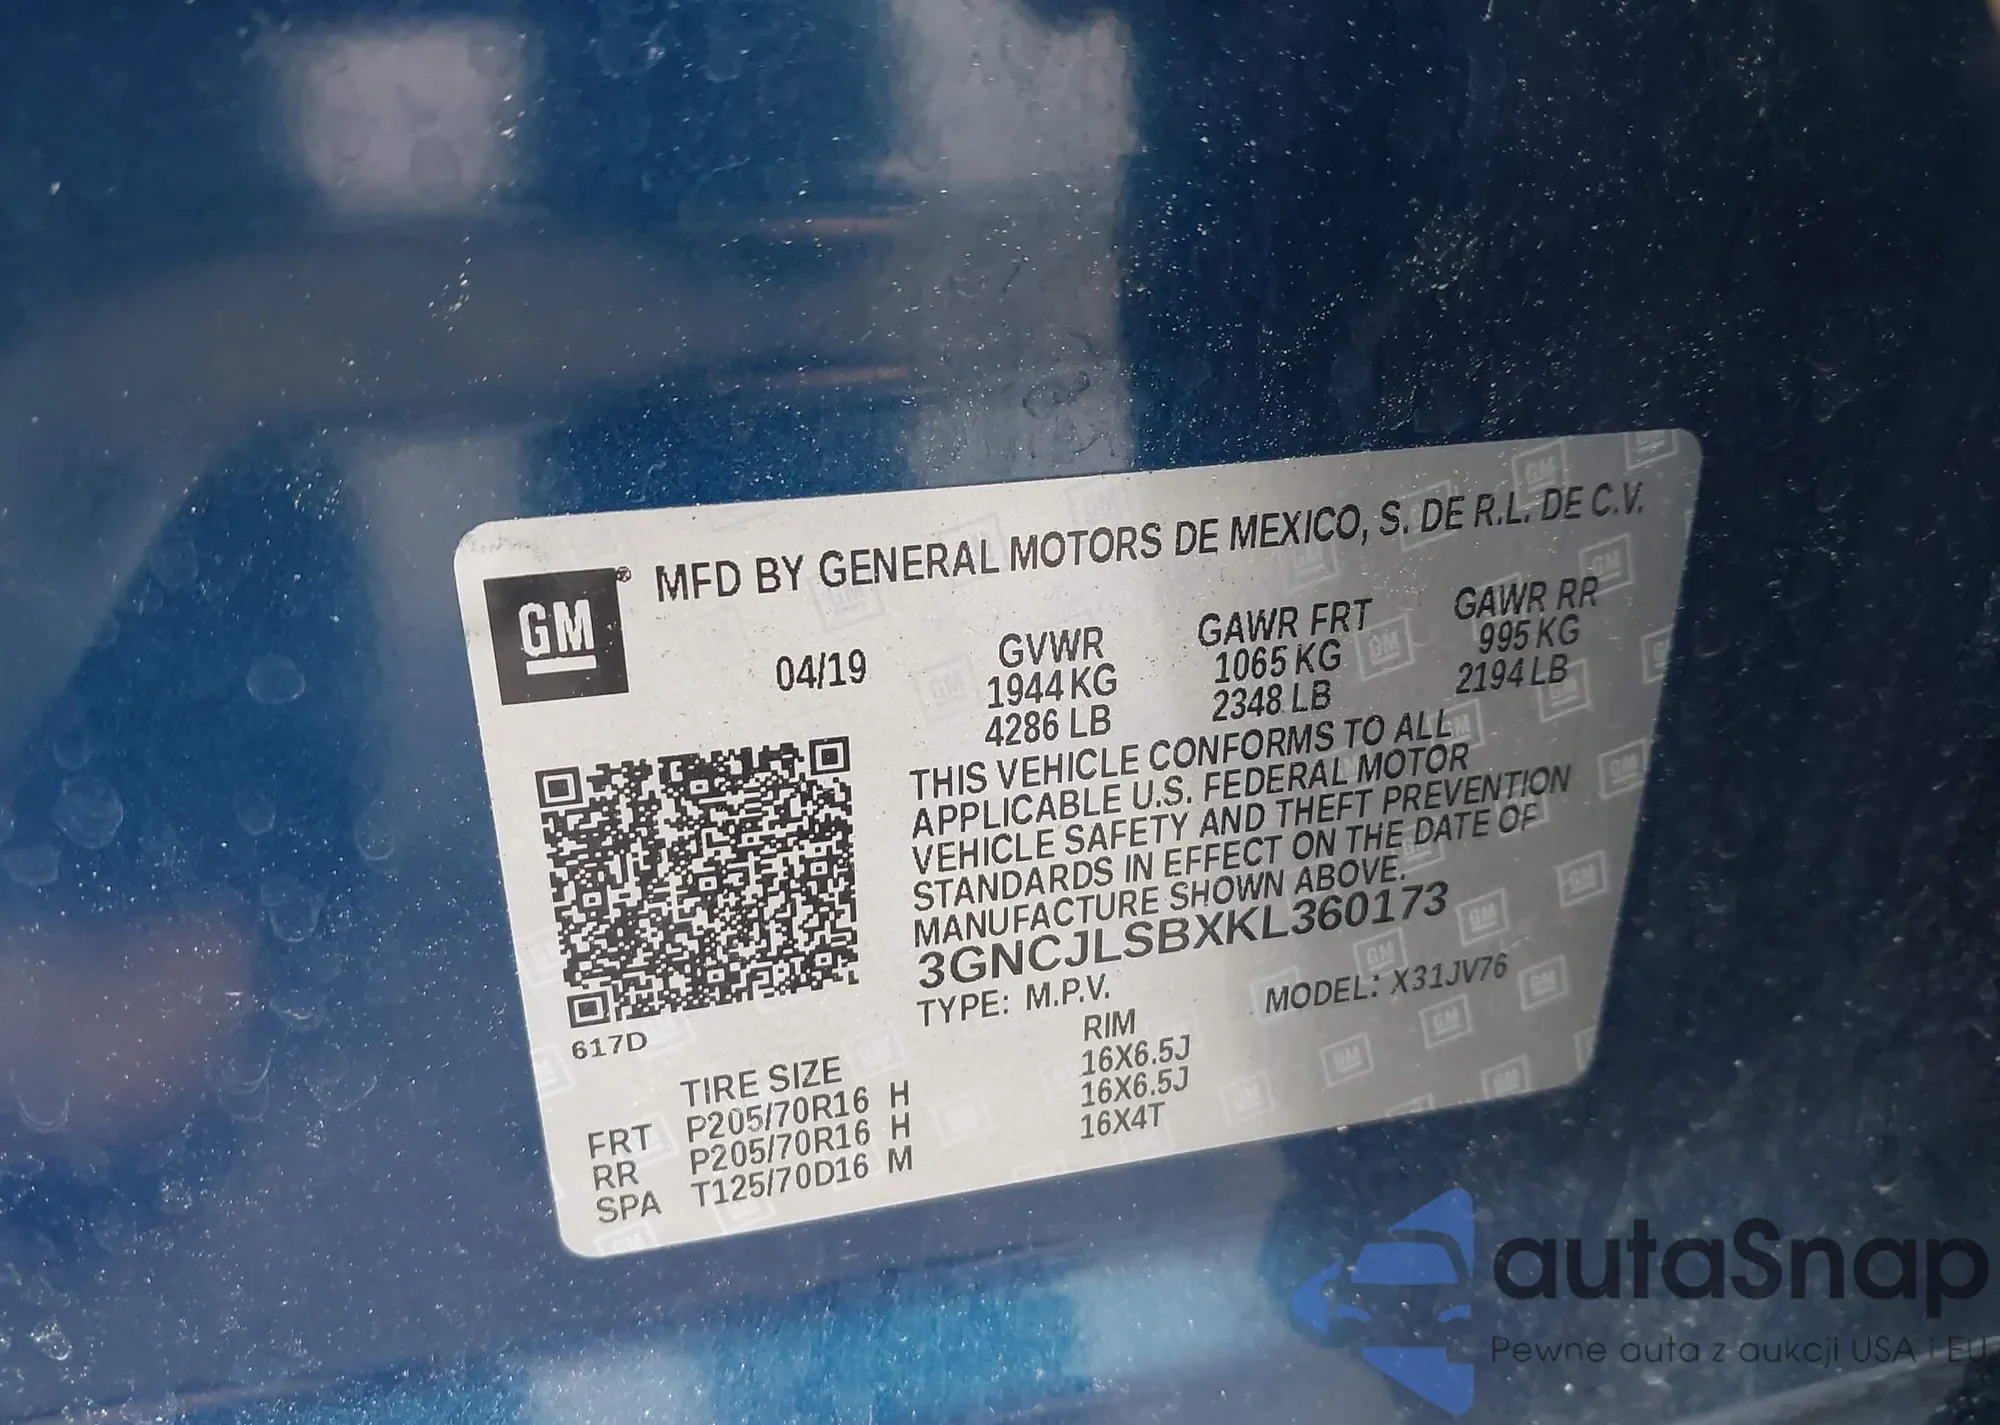 GM®
MFD BY GENERAL MOTORS DE MEXICO, S. DE R.L. DE C.V.
04/19
GVWR GAWR FRT GAWR RR
1944 KG 1065 KG 995 KG
4286 LB 2348 LB 2194 LB
THIS VEHICLE CONFORMS TO ALL
APPLICABLE U.S. FEDERAL MOTOR
VEHICLE SAFETY AND THEFT PREVENTION
STANDARDS IN EFFECT ON THE DATE OF
MANUFACTURE SHOWN ABOVE.
3GNCJLSBXKL360173
TYPE: M.P.V. MODEL: X31JV76
617D
TIRE SIZE RIM
FRT P205/70R16 H 16X6.5J
RR P205/70R16 H 16X6.5J
SPA T125/70D16 M 16X4T
autaSnap
Pewne auta z aukcji USA i EU